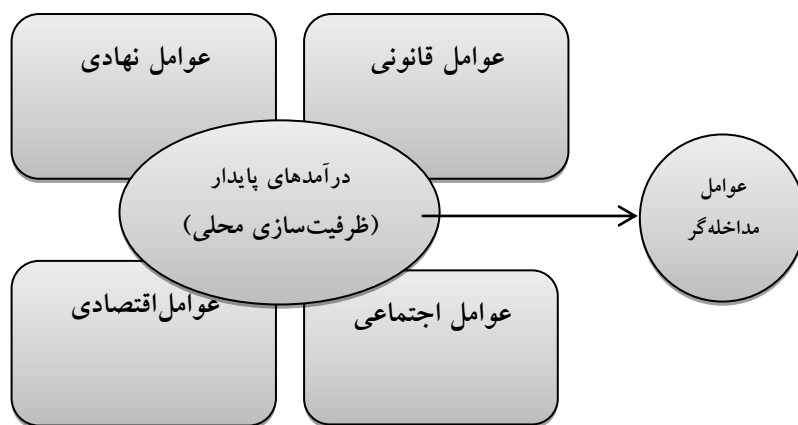 عوامل قانونی
عوامل نهادی
درآمدهای پایدار
(ظرفیت‌سازی محلی)
عوامل
مداخله‌گر
عوامل اجتماعی
عوامل‌اقتصادی